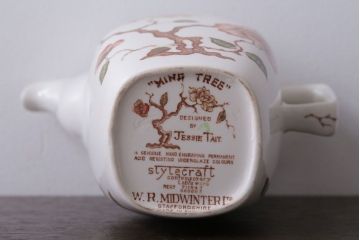 "MING TREE"
DESIGNED
BY
JESSIE TAIT.
A GENUINE HAND ENGRAVING PERMANENT
ACID RESISTING UNDERGLAZE COLOURS
stylecraft
W. R. MIDWINTER LTD
STAFFORDSHIRE